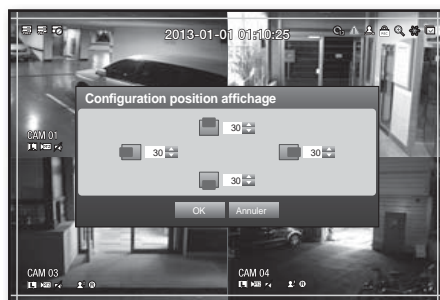 2013-01-01 01:10:25
Configuration position affichage
30
CAM 01
30
30
30
OK
Annuler
CAM 03
CAM 04